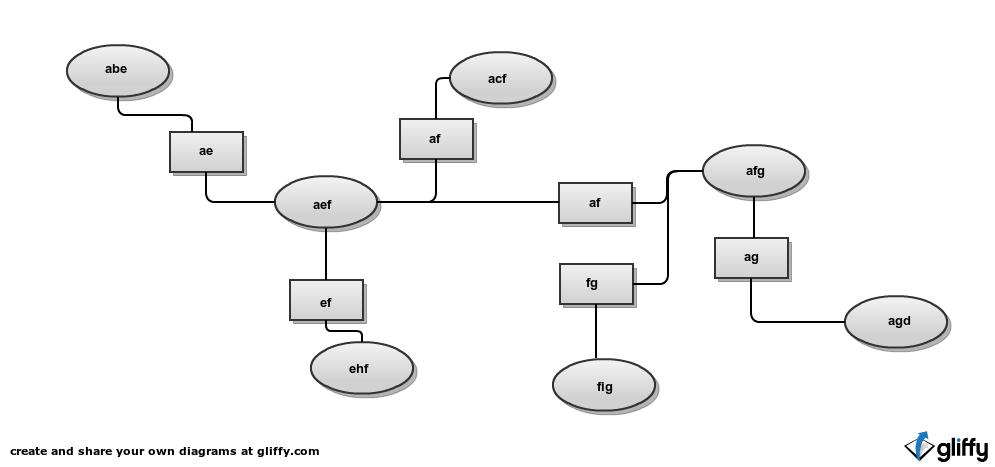 abe
acf
ae
af
aef
af
afg
fg
ag
ef
agd
ehf
fig
create and share your own diagrams at gliffy.com
gliffy